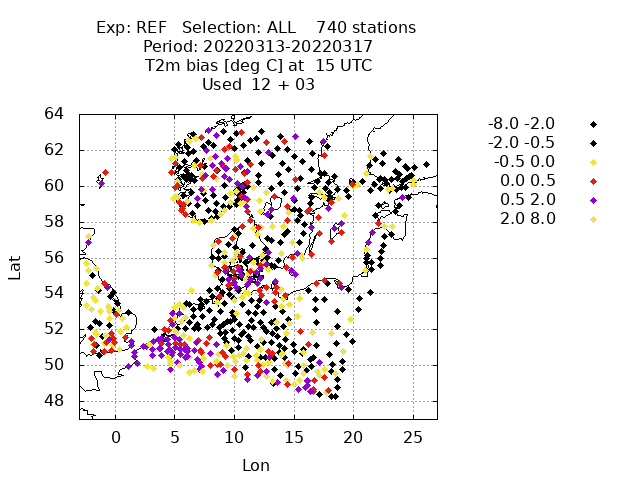 Exp: REF   Selection: ALL    740 stations
Period: 20220313-20220317
T2m bias [deg C] at  15 UTC
Used  12 + 03
64
62
60
58
56
54
52
50
48
Lat
0 5 10 15 20 25
Lon
-8.0 -2.0
-2.0 -0.5
-0.5 0.0
0.0 0.5
0.5 2.0
2.0 8.0